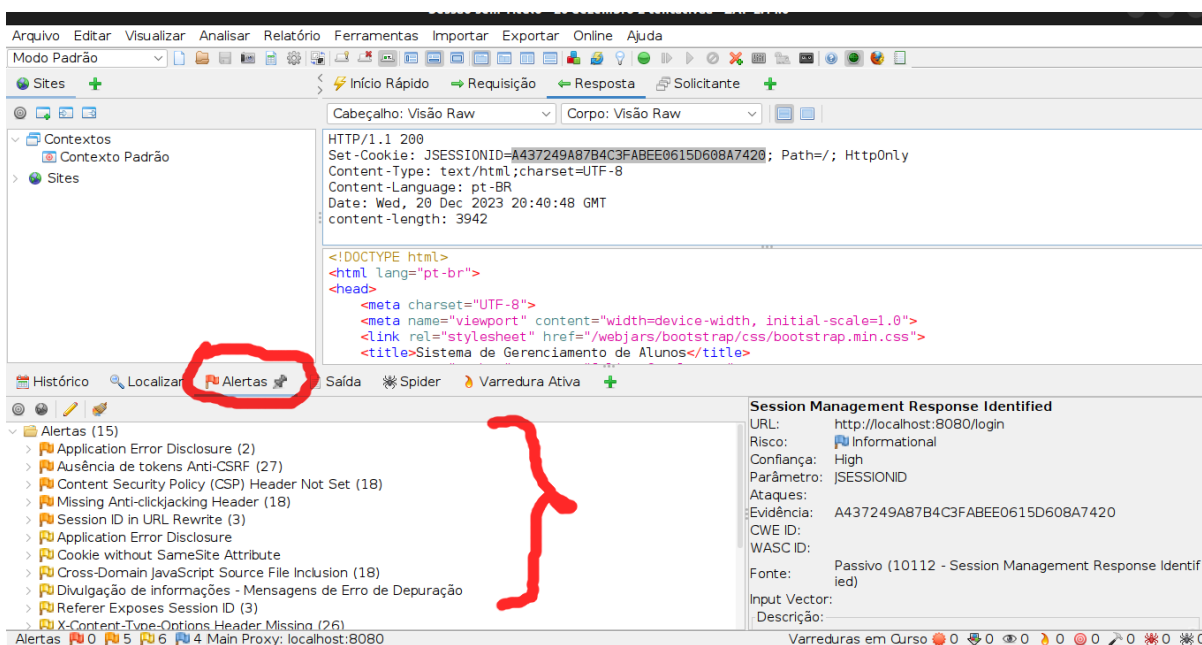 Arquivo Editar Visualizar Analisar Relatório Ferramentas Importar Exportar Online Ajuda
Modo Padrão
Sites
Início Rápido Requisição Resposta Solicitante
Cabeçalho: Visão Raw Corpo: Visão Raw
Contextos
Contexto Padrão
Sites
HTTP/1.1 200
Set-Cookie: JSESSIONID=A437249A87B4C3FABEE0615D608A7420; Path=/; HttpOnly
Content-Type: text/html;charset=UTF-8
Content-Language: pt-BR
Date: Wed, 20 Dec 2023 20:40:48 GMT
content-length: 3942
<!DOCTYPE html>
<html lang="pt-br">
<head>
<meta charset="UTF-8">
<meta name="viewport" content="width=device-width, initial-scale=1.0">
<link rel="stylesheet" href="/webjars/bootstrap/css/bootstrap.min.css">
<title>Sistema de Gerenciamento de Alunos</title>
Histórico Localizar Alertas Saída Spider Varredura Ativa
Alertas (15)
Application Error Disclosure (2)
Ausência de tokens Anti-CSRF (27)
Content Security Policy (CSP) Header Not Set (18)
Missing Anti-clickjacking Header (18)
Session ID in URL Rewrite (3)
Application Error Disclosure
Cookie without SameSite Attribute
Cross-Domain JavaScript Source File Inclusion (18)
Divulgação de informações - Mensagens de Erro de Depuração
Referer Exposes Session ID (3)
X-Content-Type-Options Header Missing (26)
Session Management Response Identified
URL: http://localhost:8080/login
Risco: Informational
Confiança: High
Parâmetro: JSESSIONID
Ataques:
Evidência: A437249A87B4C3FABEE0615D608A7420
CWE ID:
WASC ID:
Fonte: Passivo (10112 - Session Management Response Identif
ied)
Input Vector:
Descrição:
Alertas 0 5 6 4 Main Proxy: localhost:8080 Varreduras em Curso 0 0 0 0 0 0 0 0